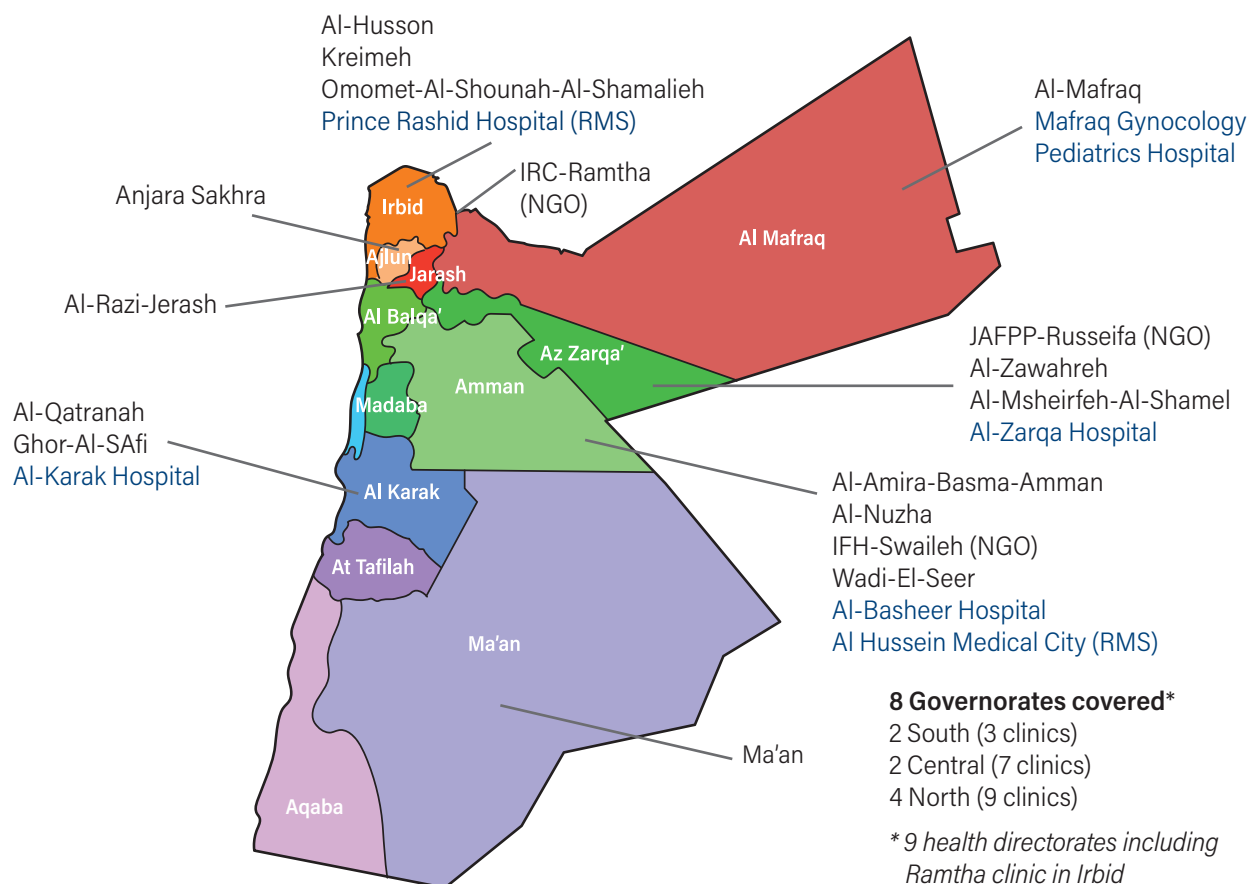 Al-Husson
Kreimeh
Omomet-Al-Shounah-Al-Shamalieh
Prince Rashid Hospital (RMS)
Al-Mafraq
Mafraq Gynocology
Pediatrics Hospital
IRC-Ramtha
(NGO)
Anjara Sakhra
Al-Razi-Jerash
Irbid
Ajlun
Jarash
Al Mafraq
Al Balqa'
Az Zarqa'
Amman
Madaba
JAFPP-Russeifa (NGO)
Al-Zawahreh
Al-Msheirfeh-Al-Shamel
Al-Zarqa Hospital
Al-Qatranah
Ghor-Al-SAfi
Al-Karak Hospital
Al Karak
At Tafilah
Al-Amira-Basma-Amman
Al-Nuzha
IFH-Swaileh (NGO)
Wadi-El-Seer
Al-Basheer Hospital
Al Hussein Medical City (RMS)
Ma'an
Ma'an
Aqaba
8 Governorates covered*
2 South (3 clinics)
2 Central (7 clinics)
4 North (9 clinics)
* 9 health directorates including
Ramtha clinic in Irbid